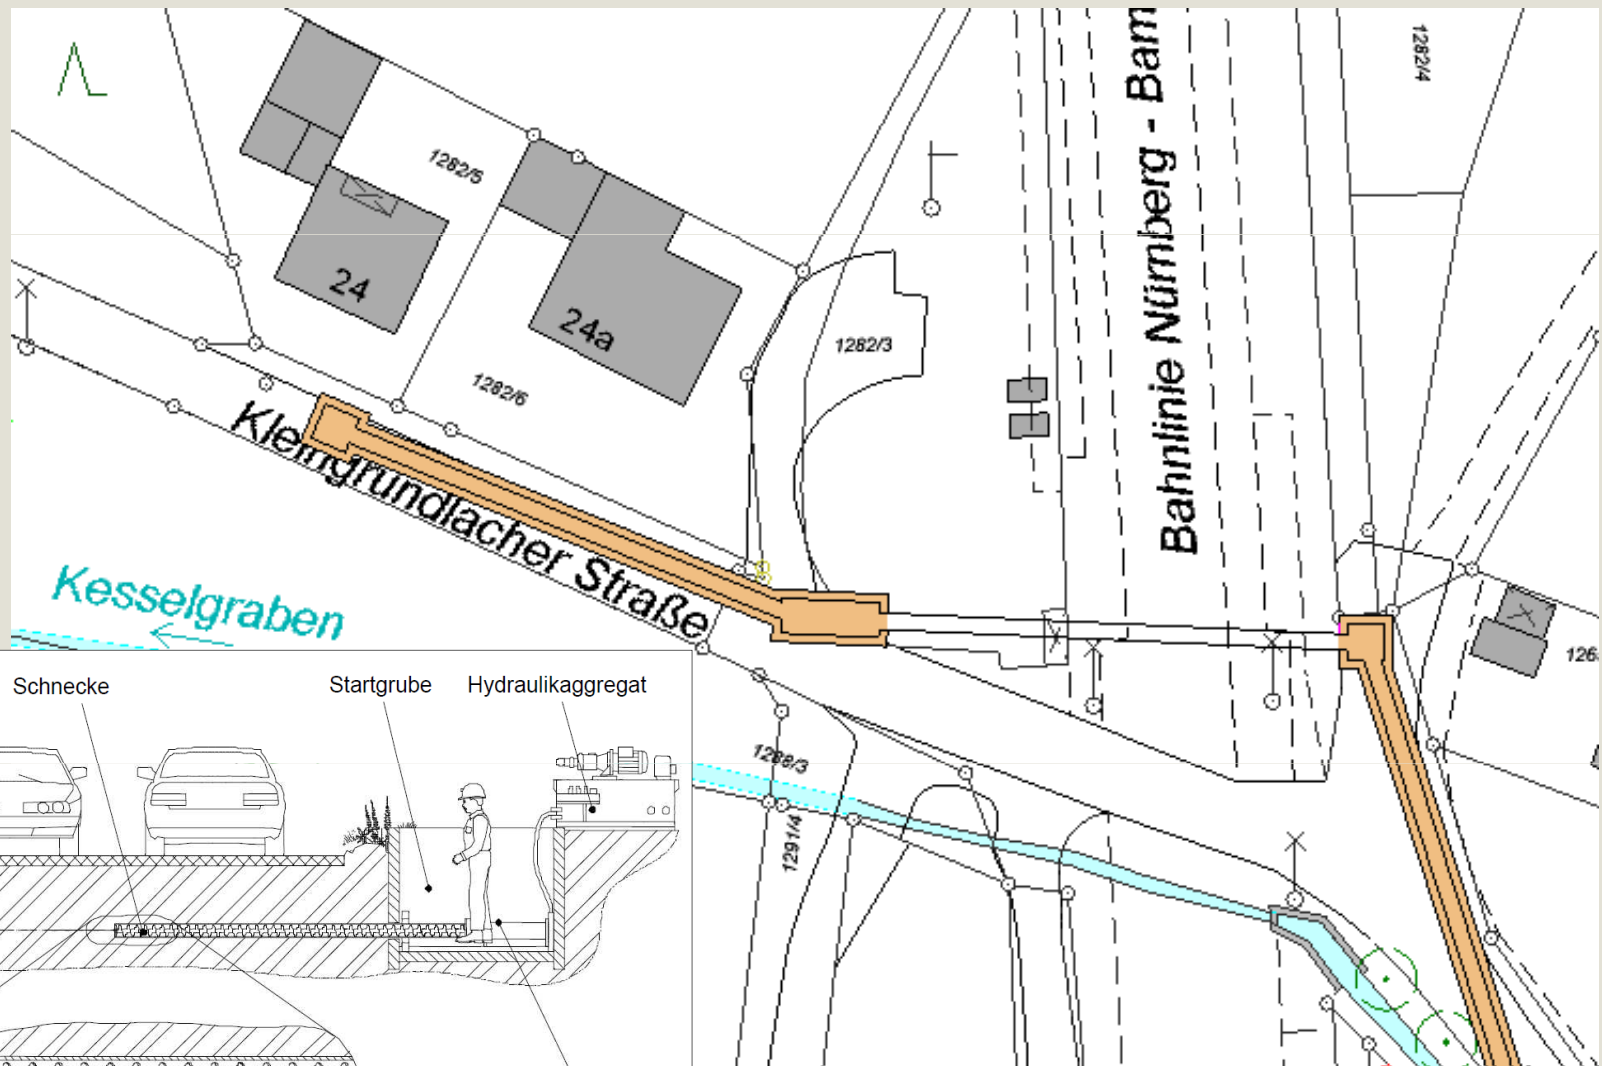 1282/4
Bahnlinie Nürnberg - Bam
1282/5
24
24a
1282/3
1282/6
Kleingrundlacher Straße
Kesselgraben
126
Schnecke
Startgrube
Hydraulikaggregat
1288/3
1291/4